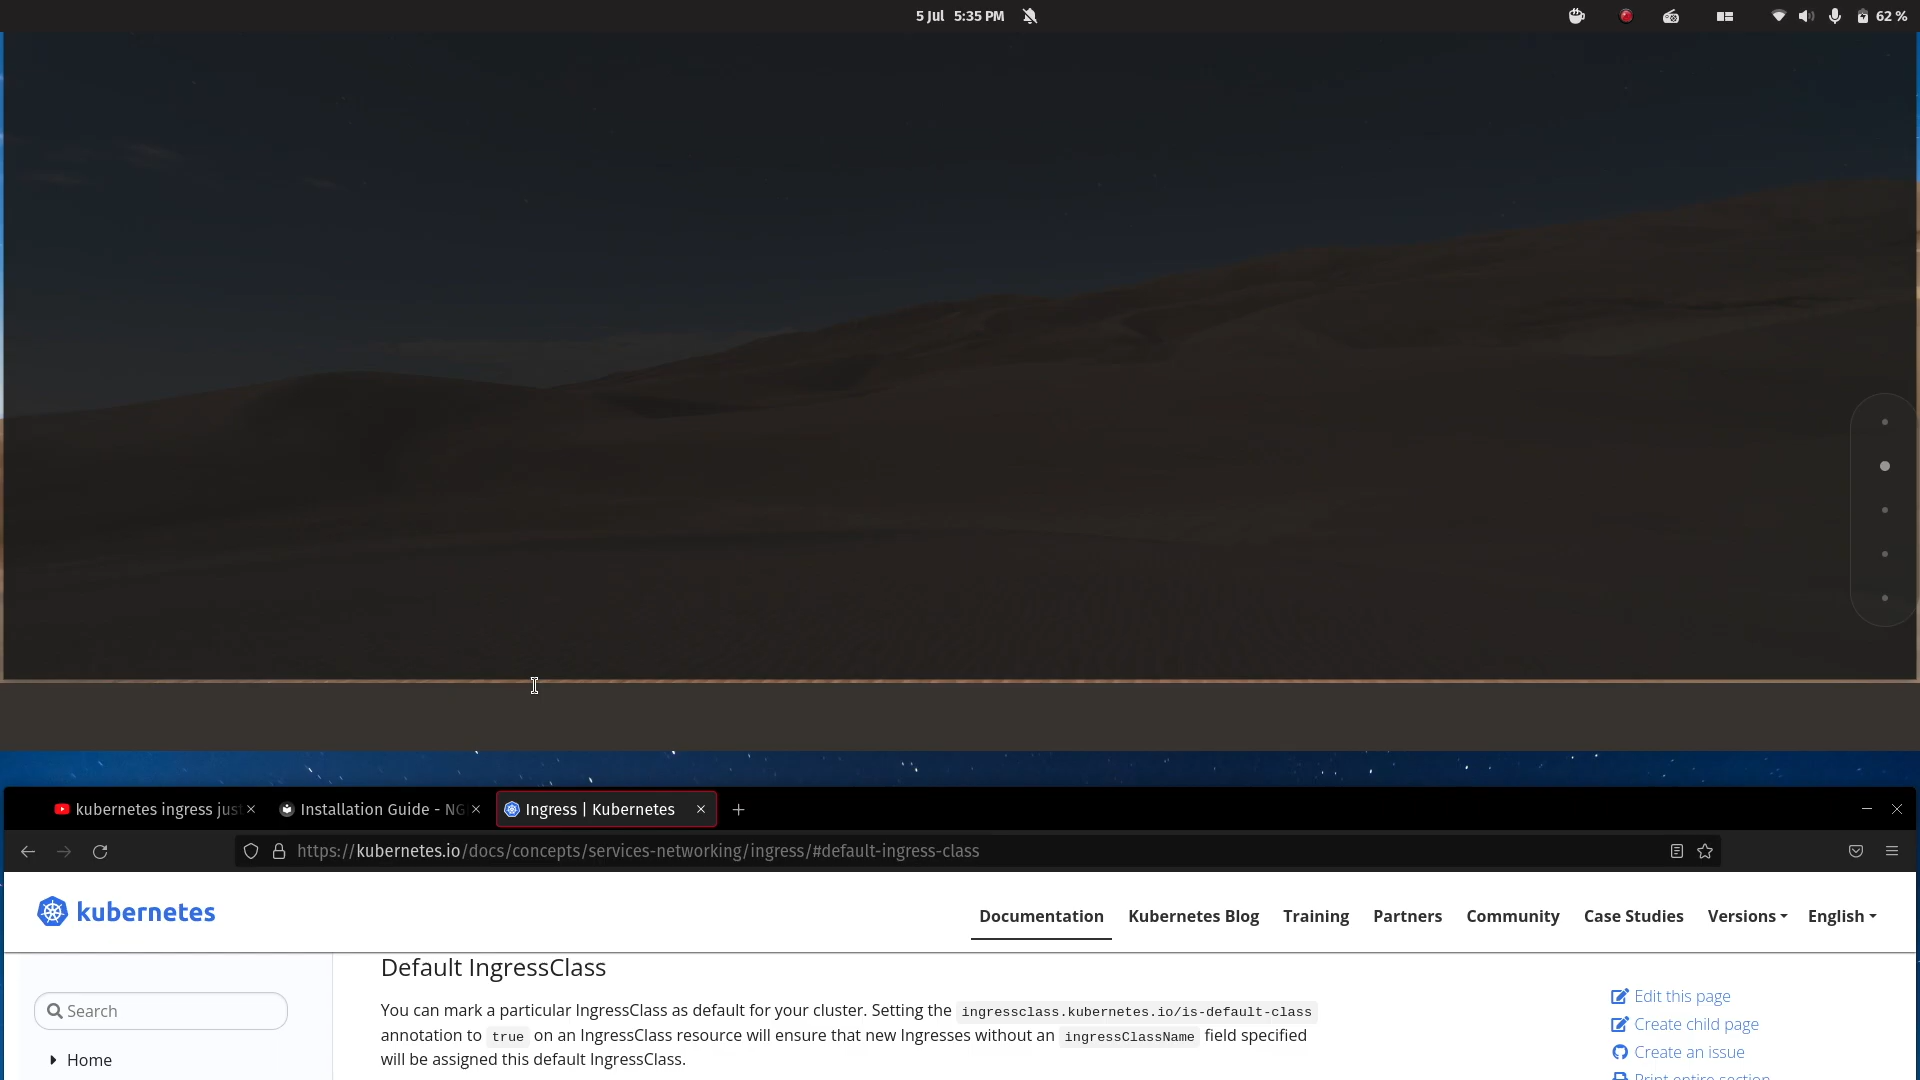 5 Jul 5:35 PM
62 %
kubernetes ingress jus
Installation Guide - NG
Ingress | Kubernetes
https://kubernetes.io/docs/concepts/services-networking/ingress/#default-ingress-class
kubernetes
Documentation Kubernetes Blog Training Partners Community Case Studies Versions English
Default IngressClass
You can mark a particular IngressClass as default for your cluster. Setting the ingressclass.kubernetes.io/is-default-class
annotation to true on an IngressClass resource will ensure that new Ingresses without an ingressClassName field specified
will be assigned this default IngressClass.
Search
Home
Edit this page
Create child page
Create an issue
Print entire section